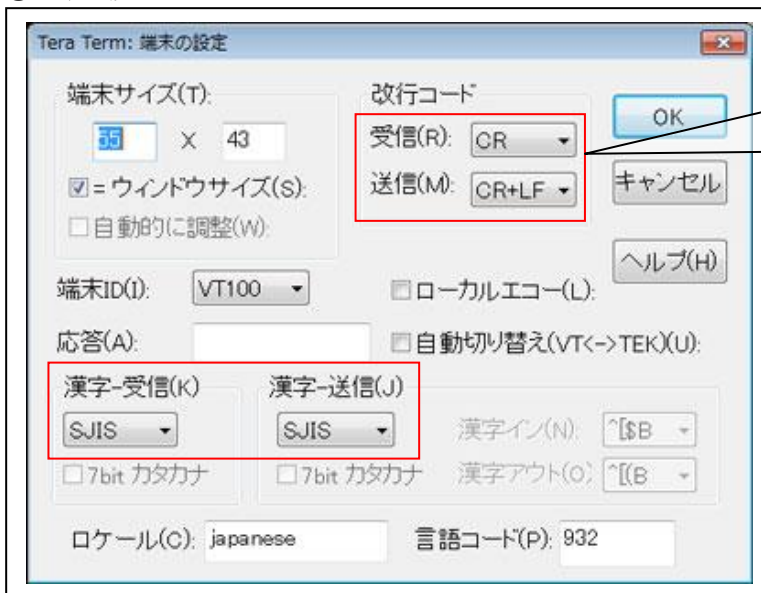 Tera Term: 端末の設定
端末サイズ(T):
55 X 43
☑=ウィンドウサイズ(S):
□自動的に調整(W):
改行コード
受信(R): CR
送信(M): CR+LF
OK
キャンセル
ヘルプ(H)
端末ID(I): VT100
□ローカルエコー(L):
応答(A):
□自動切り替え(VT<->TEK)(U):
漢字-受信(K)
SJIS
□7bit カタカナ
漢字-送信(J)
SJIS
□7bit カタカナ
漢字イン(N): ^[$B
漢字アウト(O): ^[(B
ロケール(C): japanese
言語コード(P): 932